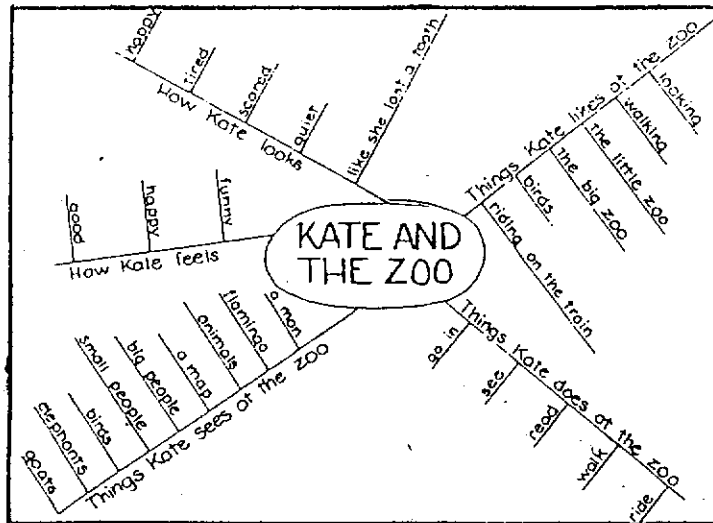 KATE AND
THE ZOO
How Kate looks
happy
tired
scared
quiet
like she lost a tooth
Things Kate likes at the zoo
riding on the train
birds
the big zoo
the little zoo
walking
looking
How Kate feels
good
happy
funny
Things Kate sees at the zoo
goats
elephants
birds
small people
big people
a map
animals
flamingo
a man
Things Kate does at the zoo
go in
see
read
walk
ride